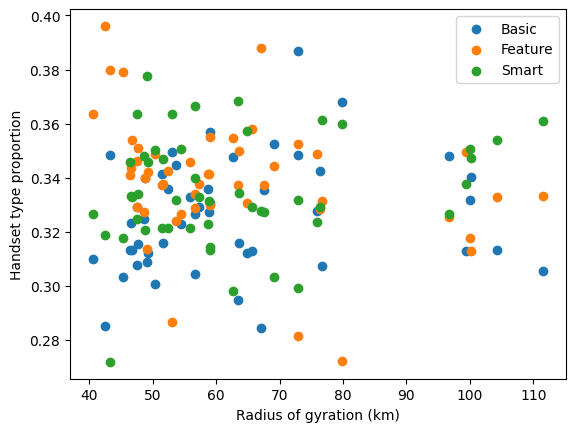 0.40
0.38
0.36
0.34
0.32
0.30
0.28
Handset type proportion
Basic
Feature
Smart
40 50 60 70 80 90 100 110
Radius of gyration (km)